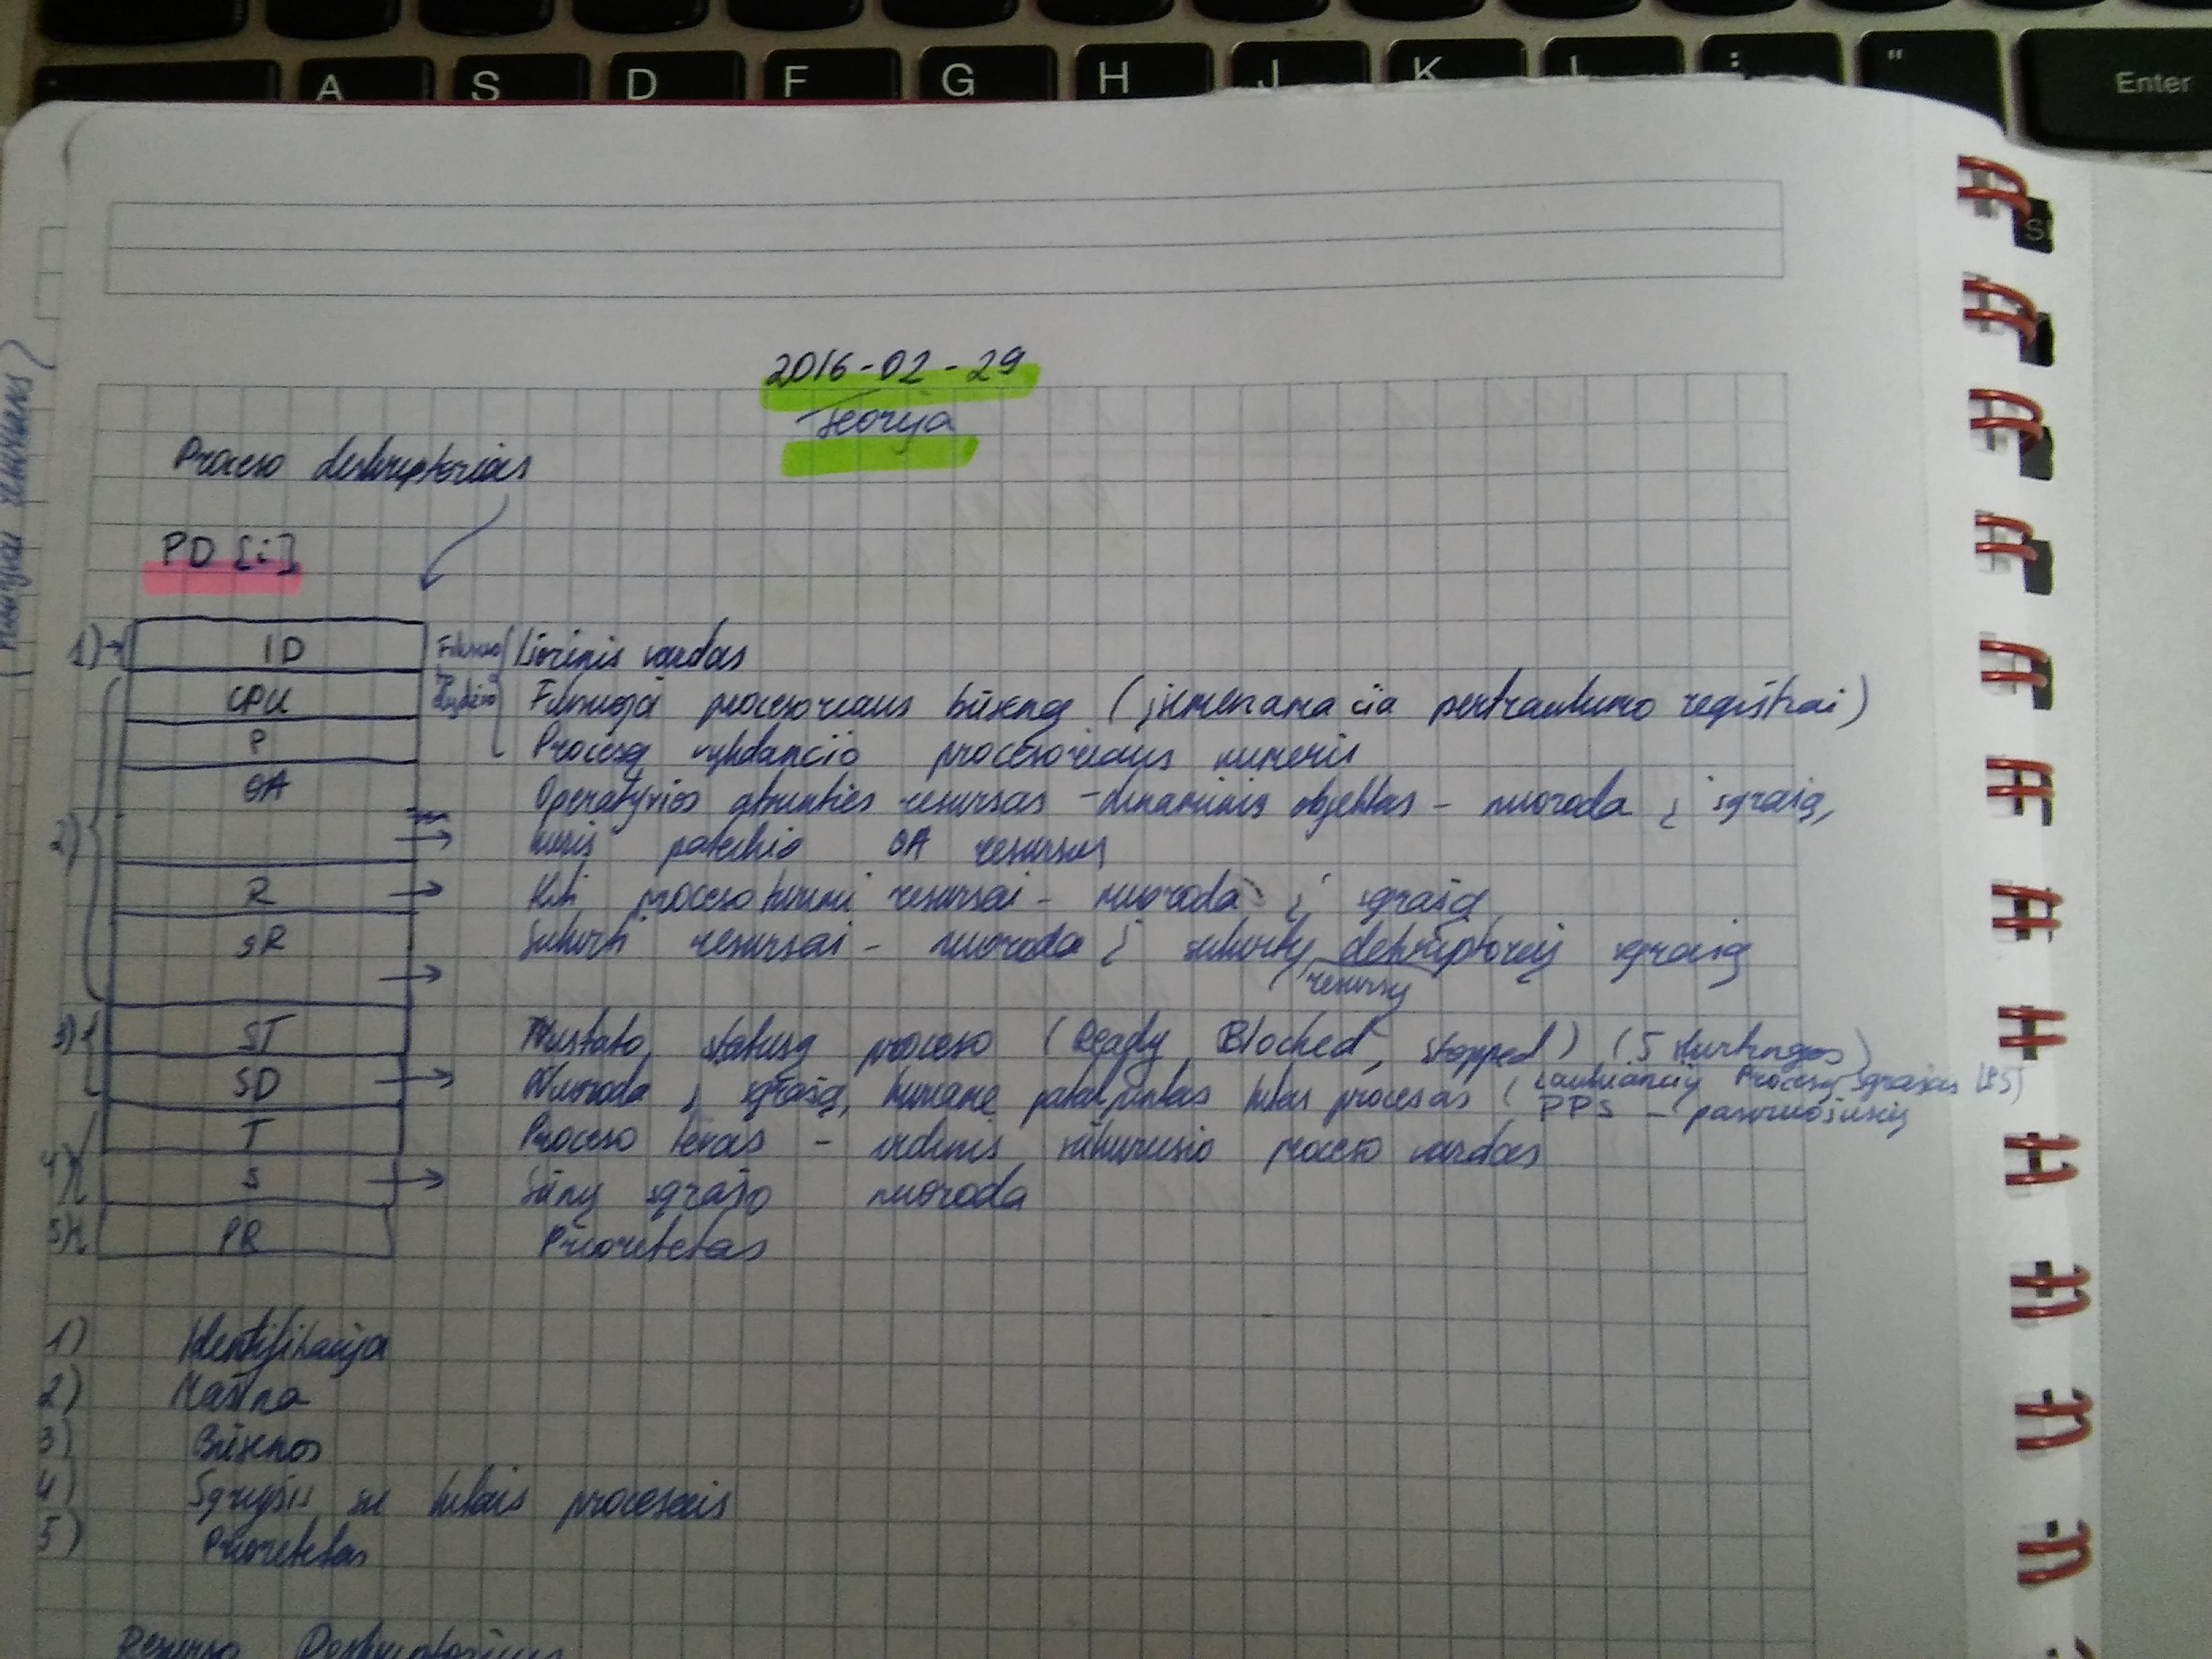 A S D F G H J K L : " Enter
2016-02-29
Teorija
Proceso deskriptorius
PD [i]
1) ID Išorinis vardas
CPU Fiksuoja procesoriaus būseną (įsimenama čia pertraukimo registrai)
P Procesą vykdančio procesoriaus numeris
OA Operatyvios atminties resursas - dinaminis objektas - nuoroda į sąrašą,
2) kuris pateikia OA resursus
R Kiti proceso turimi resursai - nuoroda į sąrašą
SR Sukurti resursai - nuoroda į sukurtų deskriptorių sąrašą
resursų
3) ST Nustato statusą proceso (Ready, Blocked, stopped) (5 skirtingos)
SD Nuoroda į sąrašą, kuriame patalpintas toks procesas (Laukiančių Procesų Sąrašas LPS)
PPS - pasiruošusių
T Proceso tėvas - vidinis sukūrusio proceso vardas
4) S Sūnų sąrašo nuoroda
5) PR Prioretetas
1) Identifikacija
2) Mašina
3) Būsenos
4) Sąryšis su kitais procesais
5) Prioretetas
Resurso Deskriptorius